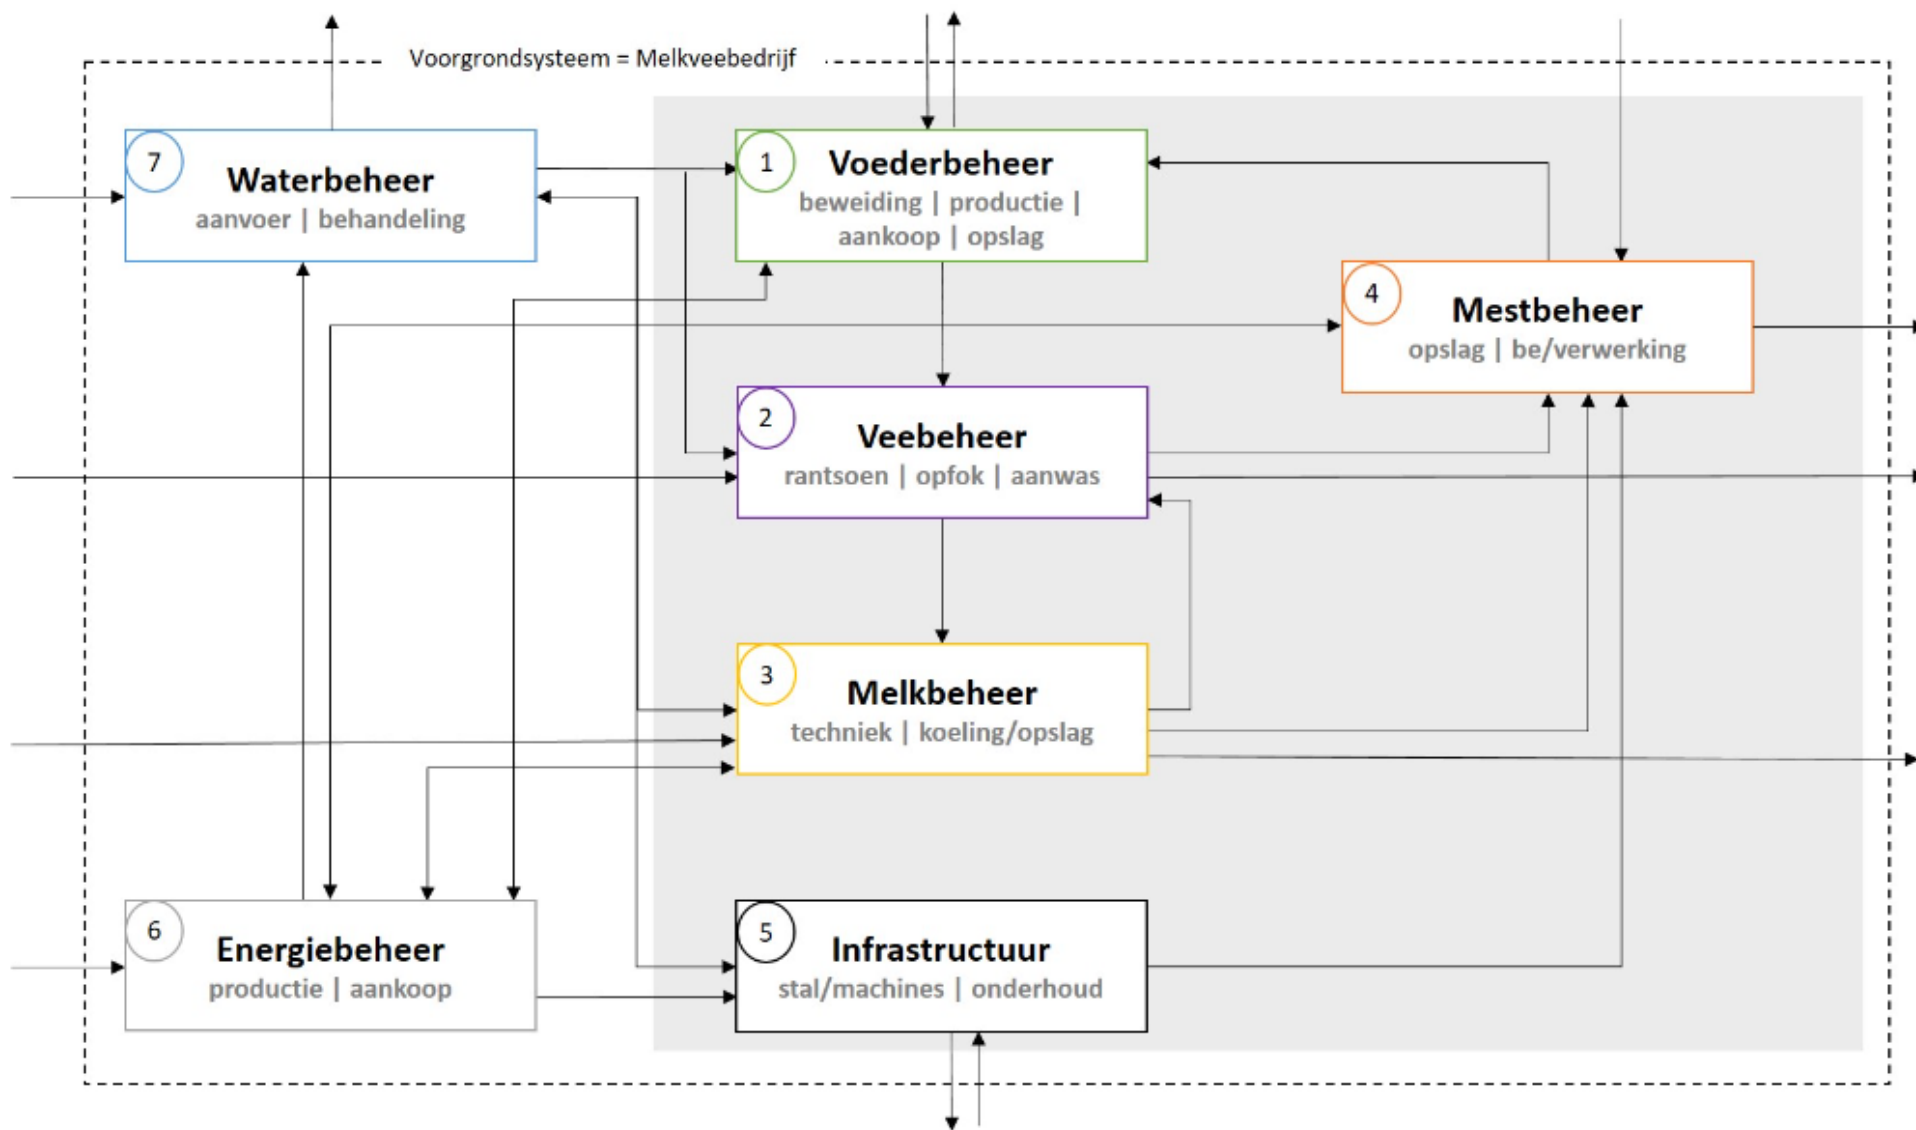 Voorgrondsysteem = Melkveebedrijf
7
Waterbeheer
aanvoer | behandeling
1
Voederbeheer
beweiding | productie |
aankoop | opslag
4
Mestbeheer
opslag | be/verwerking
2
Veebeheer
rantsoen | opfok | aanwas
3
Melkbeheer
techniek | koeling/opslag
6
Energiebeheer
productie | aankoop
5
Infrastructuur
stal/machines | onderhoud